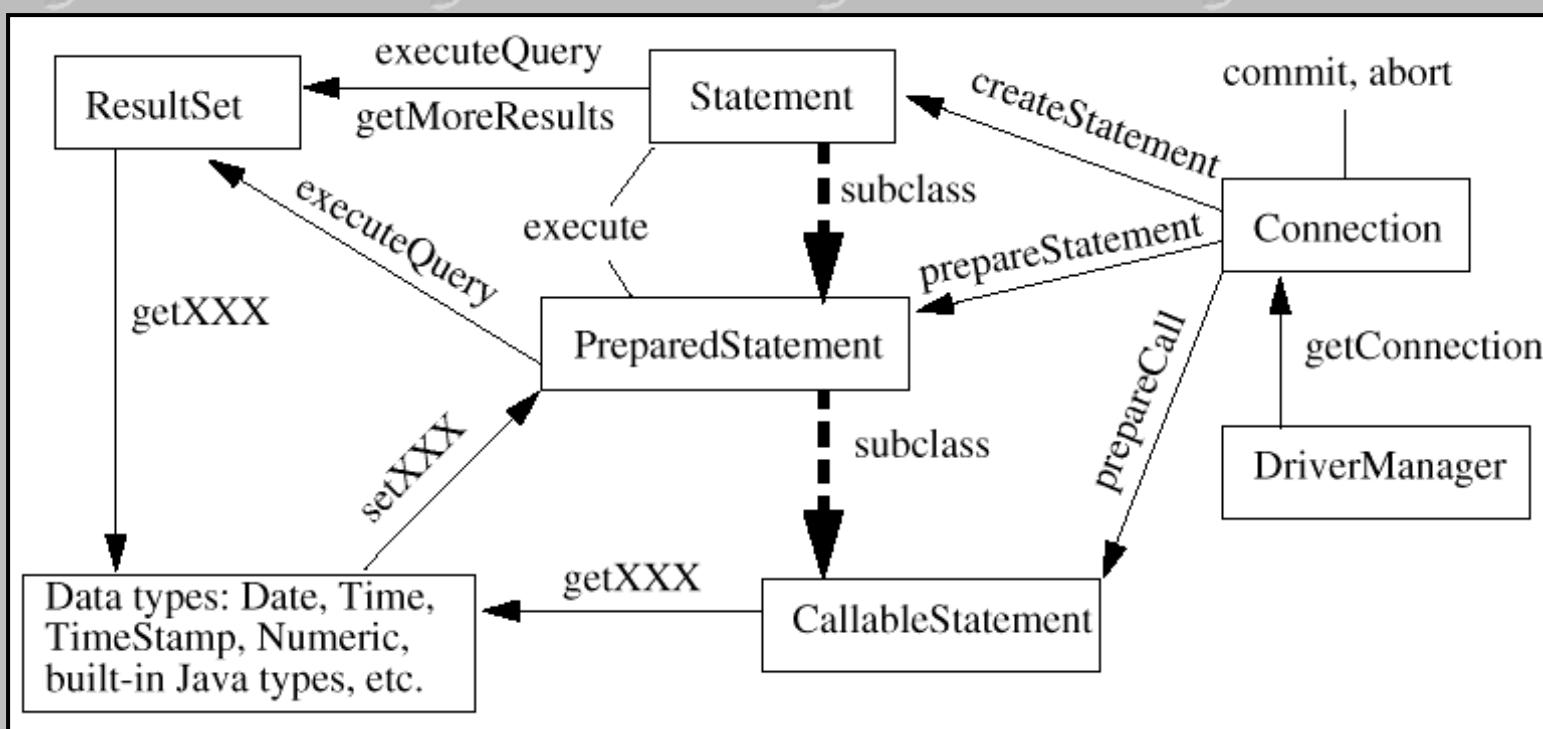 executeQuery
commit, abort
ResultSet
Statement
createStatement
getMoreResults
subclass
executeQuery
execute
prepareStatement
Connection
getXXX
PreparedStatement
prepareCall
getConnection
setXXX
subclass
DriverManager
getXXX
Data types: Date, Time,
TimeStamp, Numeric,
built-in Java types, etc.
CallableStatement